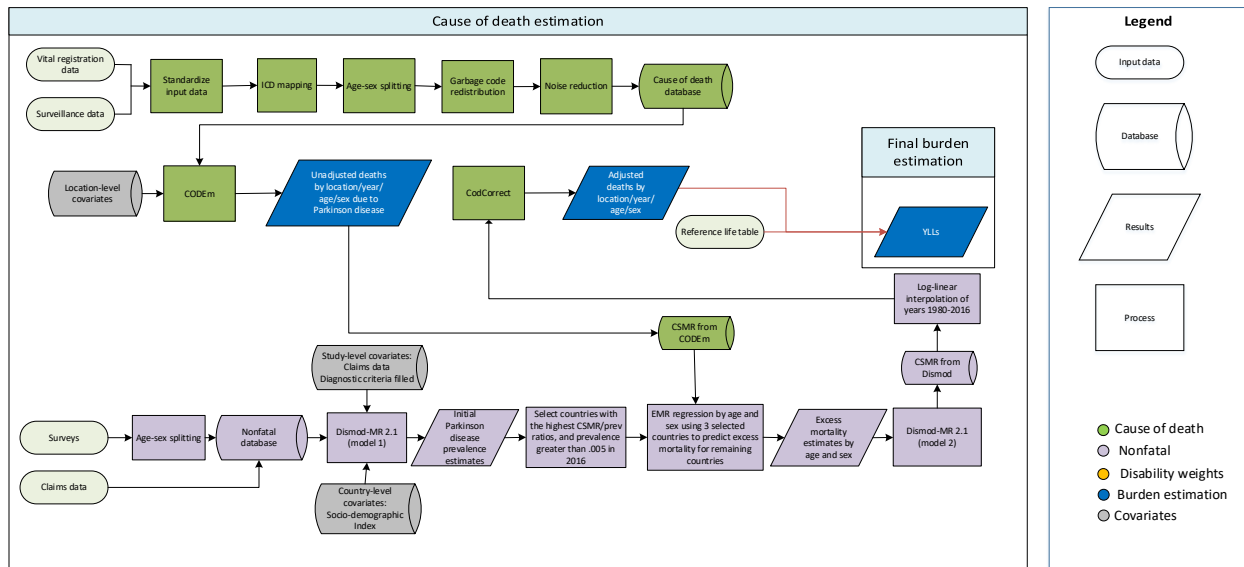 Cause of death estimation
Vital registration
data
Surveillance data
Standardize
input data
ICD mapping
Age-sex splitting
Garbage code
redistribution
Noise reduction
Cause of death
database
Location-level
covariates
CODEm
Unadjusted deaths
by location/year/
age/sex due to
Parkinson disease
CodCorrect
Adjusted
deaths by
location/year/
age/sex
Reference life table
Final burden
estimation
YLLs
Log-linear
interpolation of
years 1980-2016
CSMR from
CODEm
CSMR from
Dismod
Study-level covariates:
Claims data
Diagnostic criteria filled
Surveys
Age-sex splitting
Nonfatal
database
Dismod-MR 2.1
(model 1)
Initial
Parkinson
disease
prevalence
estimates
Select countries with
the highest CSMR/prev
ratios, and prevalence
greater than .005 in
2016
EMR regression by age and
sex using 3 selected
countries to predict excess
mortality for remaining
countries
Excess
mortality
estimates by
age and sex
Dismod-MR 2.1
(model 2)
Claims data
Country-level
covariates:
Socio-demographic
Index
Legend
Input data
Database
Results
Process
Cause of death
Nonfatal
Disability weights
Burden estimation
Covariates